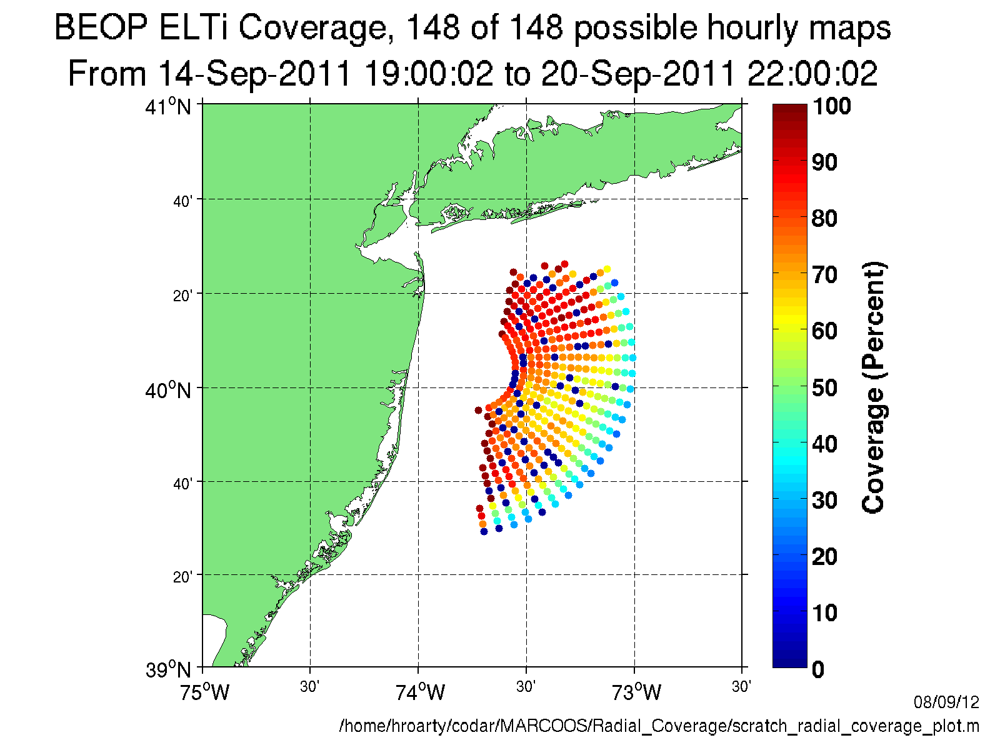 BEOP ELTi Coverage, 148 of 148 possible hourly maps
From 14-Sep-2011 19:00:02 to 20-Sep-2011 22:00:02
41°N
40'
20'
40°N
40'
20'
39°N
75°W
30'
74°W
30'
73°W
30'
100
90
80
70
60
50
40
30
20
10
0
Coverage (Percent)
08/09/12
/home/hroarty/codar/MARCOOS/Radial_Coverage/scratch_radial_coverage_plot.m